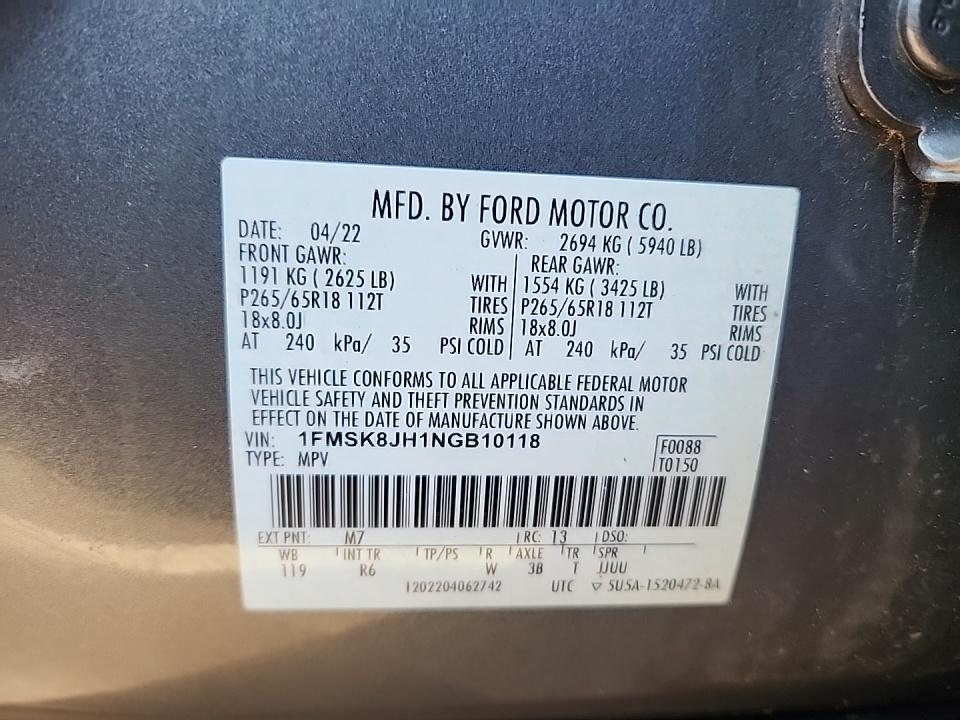 MFD. BY FORD MOTOR CO.
DATE: 04/22 GVWR: 2694 KG ( 5940 LB)
FRONT GAWR: REAR GAWR:
1191 KG ( 2625 LB) WITH 1554 KG ( 3425 LB) WITH
P265/65R18 112T TIRES P265/65R18 112T TIRES
18x8.0J RIMS 18x8.0J RIMS
AT 240 kPa/ 35 PSI COLD AT 240 kPa/ 35 PSI COLD
THIS VEHICLE CONFORMS TO ALL APPLICABLE FEDERAL MOTOR
VEHICLE SAFETY AND THEFT PREVENTION STANDARDS IN
EFFECT ON THE DATE OF MANUFACTURE SHOWN ABOVE.
VIN: 1FMSK8JH1NGB10118 F0088
TYPE: MPV T0150
EXT PNT: M7 RC: 13 DSO:
WB INT TR TP/PS R AXLE TR SPR
119 R6 W 3B T JJUU
1202204062742 UTC ▽ 5U5A-1520472-8A